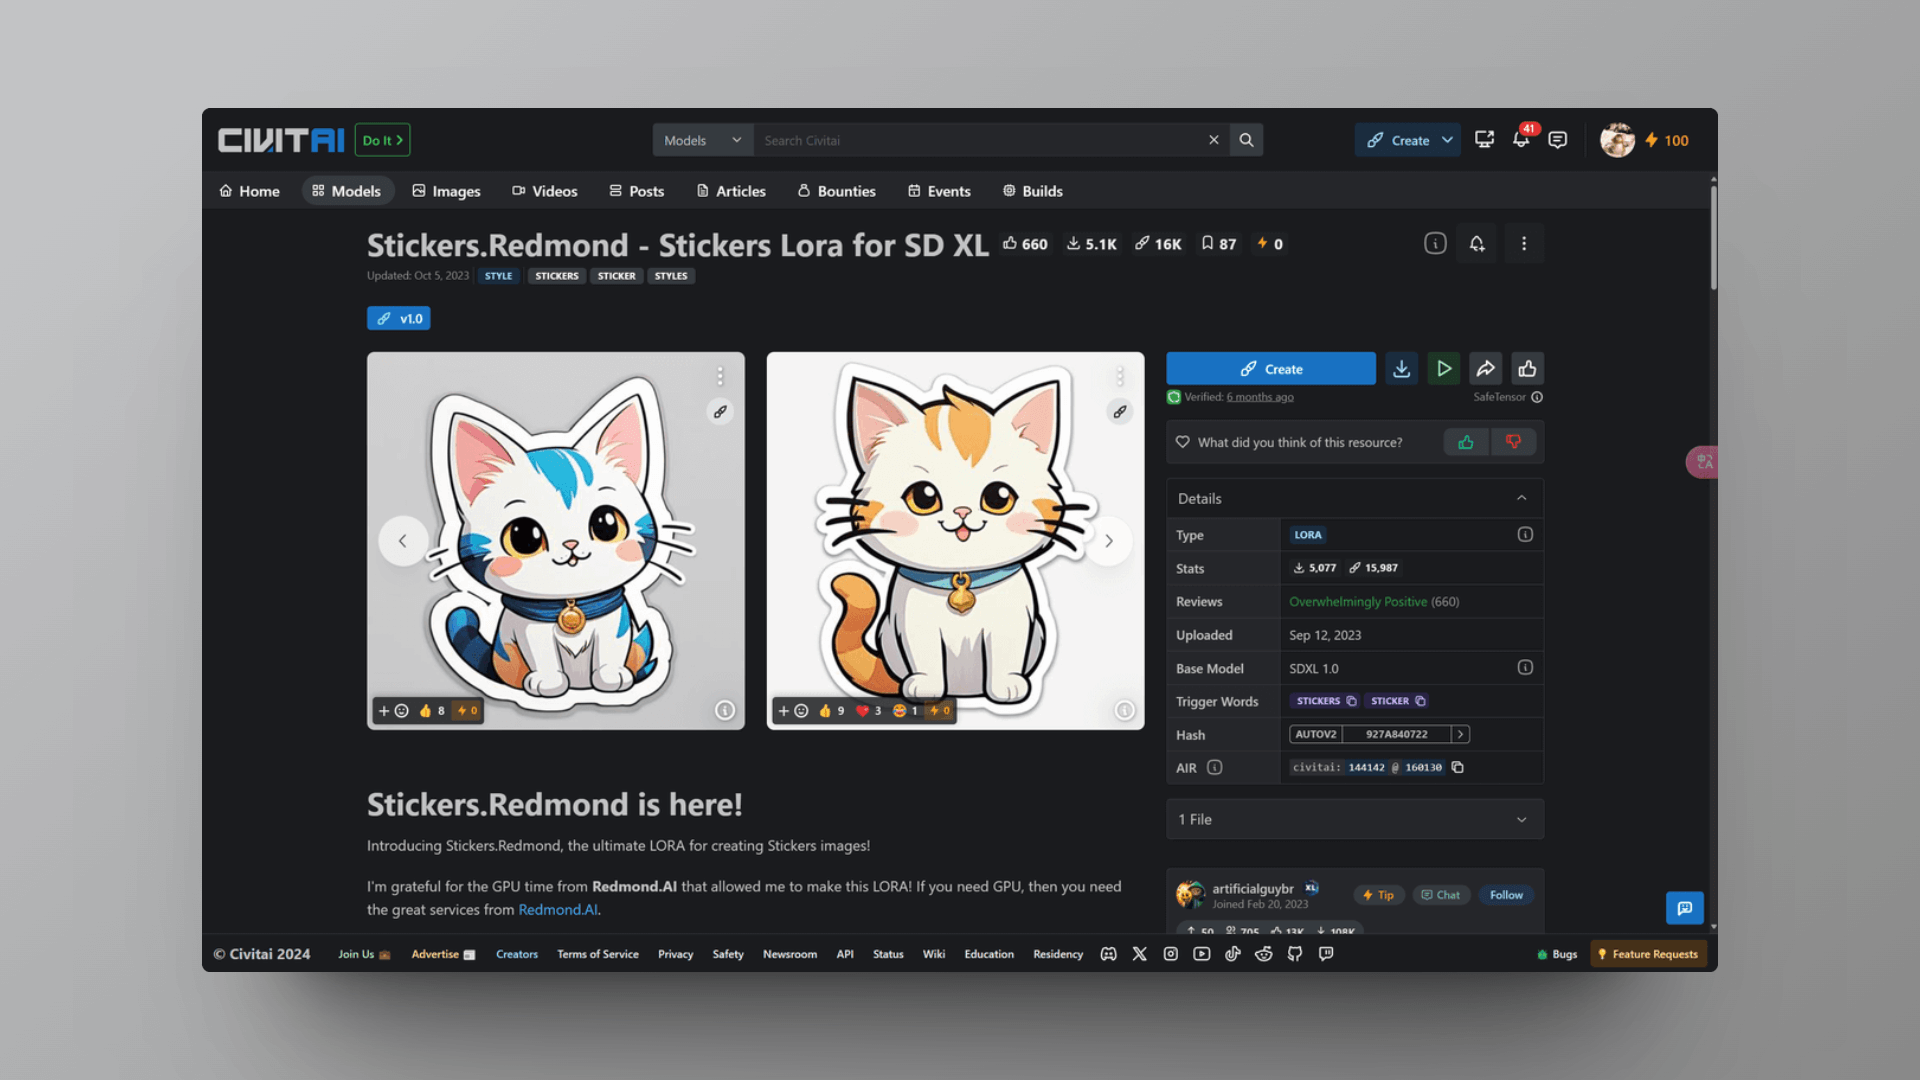 CIVITAI Do It
Models Search Civitai Create 41 100
Home Models Images Videos Posts Articles Bounties Events Builds
Stickers.Redmond - Stickers Lora for SD XL 660 5.1K 16K 87 0
Updated: Oct 5, 2023 STYLE STICKERS STICKER STYLES
v1.0
Create
Verified: 6 months ago SafeTensor
What did you think of this resource?
Details
Type LORA
Stats 5,077 15,987
Reviews Overwhelmingly Positive (660)
Uploaded Sep 12, 2023
Base Model SDXL 1.0
Trigger Words STICKERS STICKER
Hash AUTOV2 927A840722
AIR civitai: 144142 @ 160130
8 0
9 3 1 0
1 File
Stickers.Redmond is here!
Introducing Stickers.Redmond, the ultimate LORA for creating Stickers images!
I'm grateful for the GPU time from Redmond.AI that allowed me to make this LORA! If you need GPU, then you need
the great services from Redmond.AI.
artificialguybr XL Tip Chat Follow
Joined Feb 20, 2023
50 705 13K 108K
© Civitai 2024 Join Us Advertise Creators Terms of Service Privacy Safety Newsroom API Status Wiki Education Residency Bugs Feature Requests